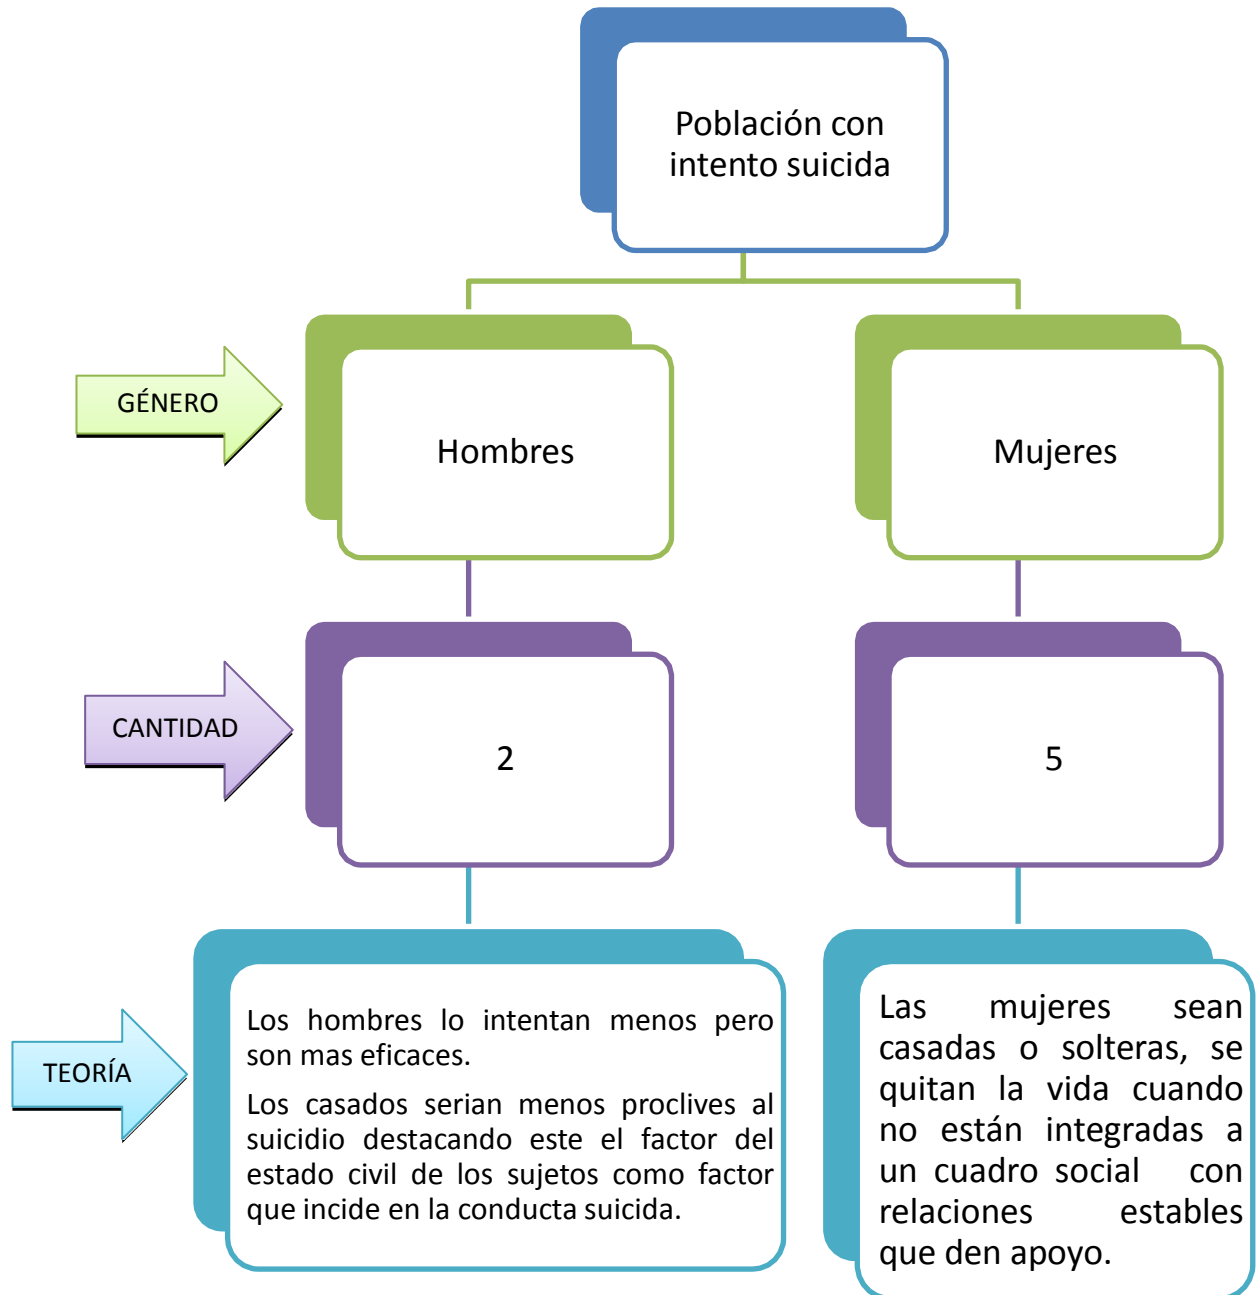 Población con
intento suicida
GÉNERO
Hombres
Mujeres
CANTIDAD
2
5
TEORÍA
Los hombres lo intentan menos pero
son mas eficaces.
Los casados serian menos proclives al
suicidio destacando este el factor del
estado civil de los sujetos como factor
que incide en la conducta suicida.
Las mujeres sean
casadas o solteras, se
quitan la vida cuando
no están integradas a
un cuadro social con
relaciones estables
que den apoyo.